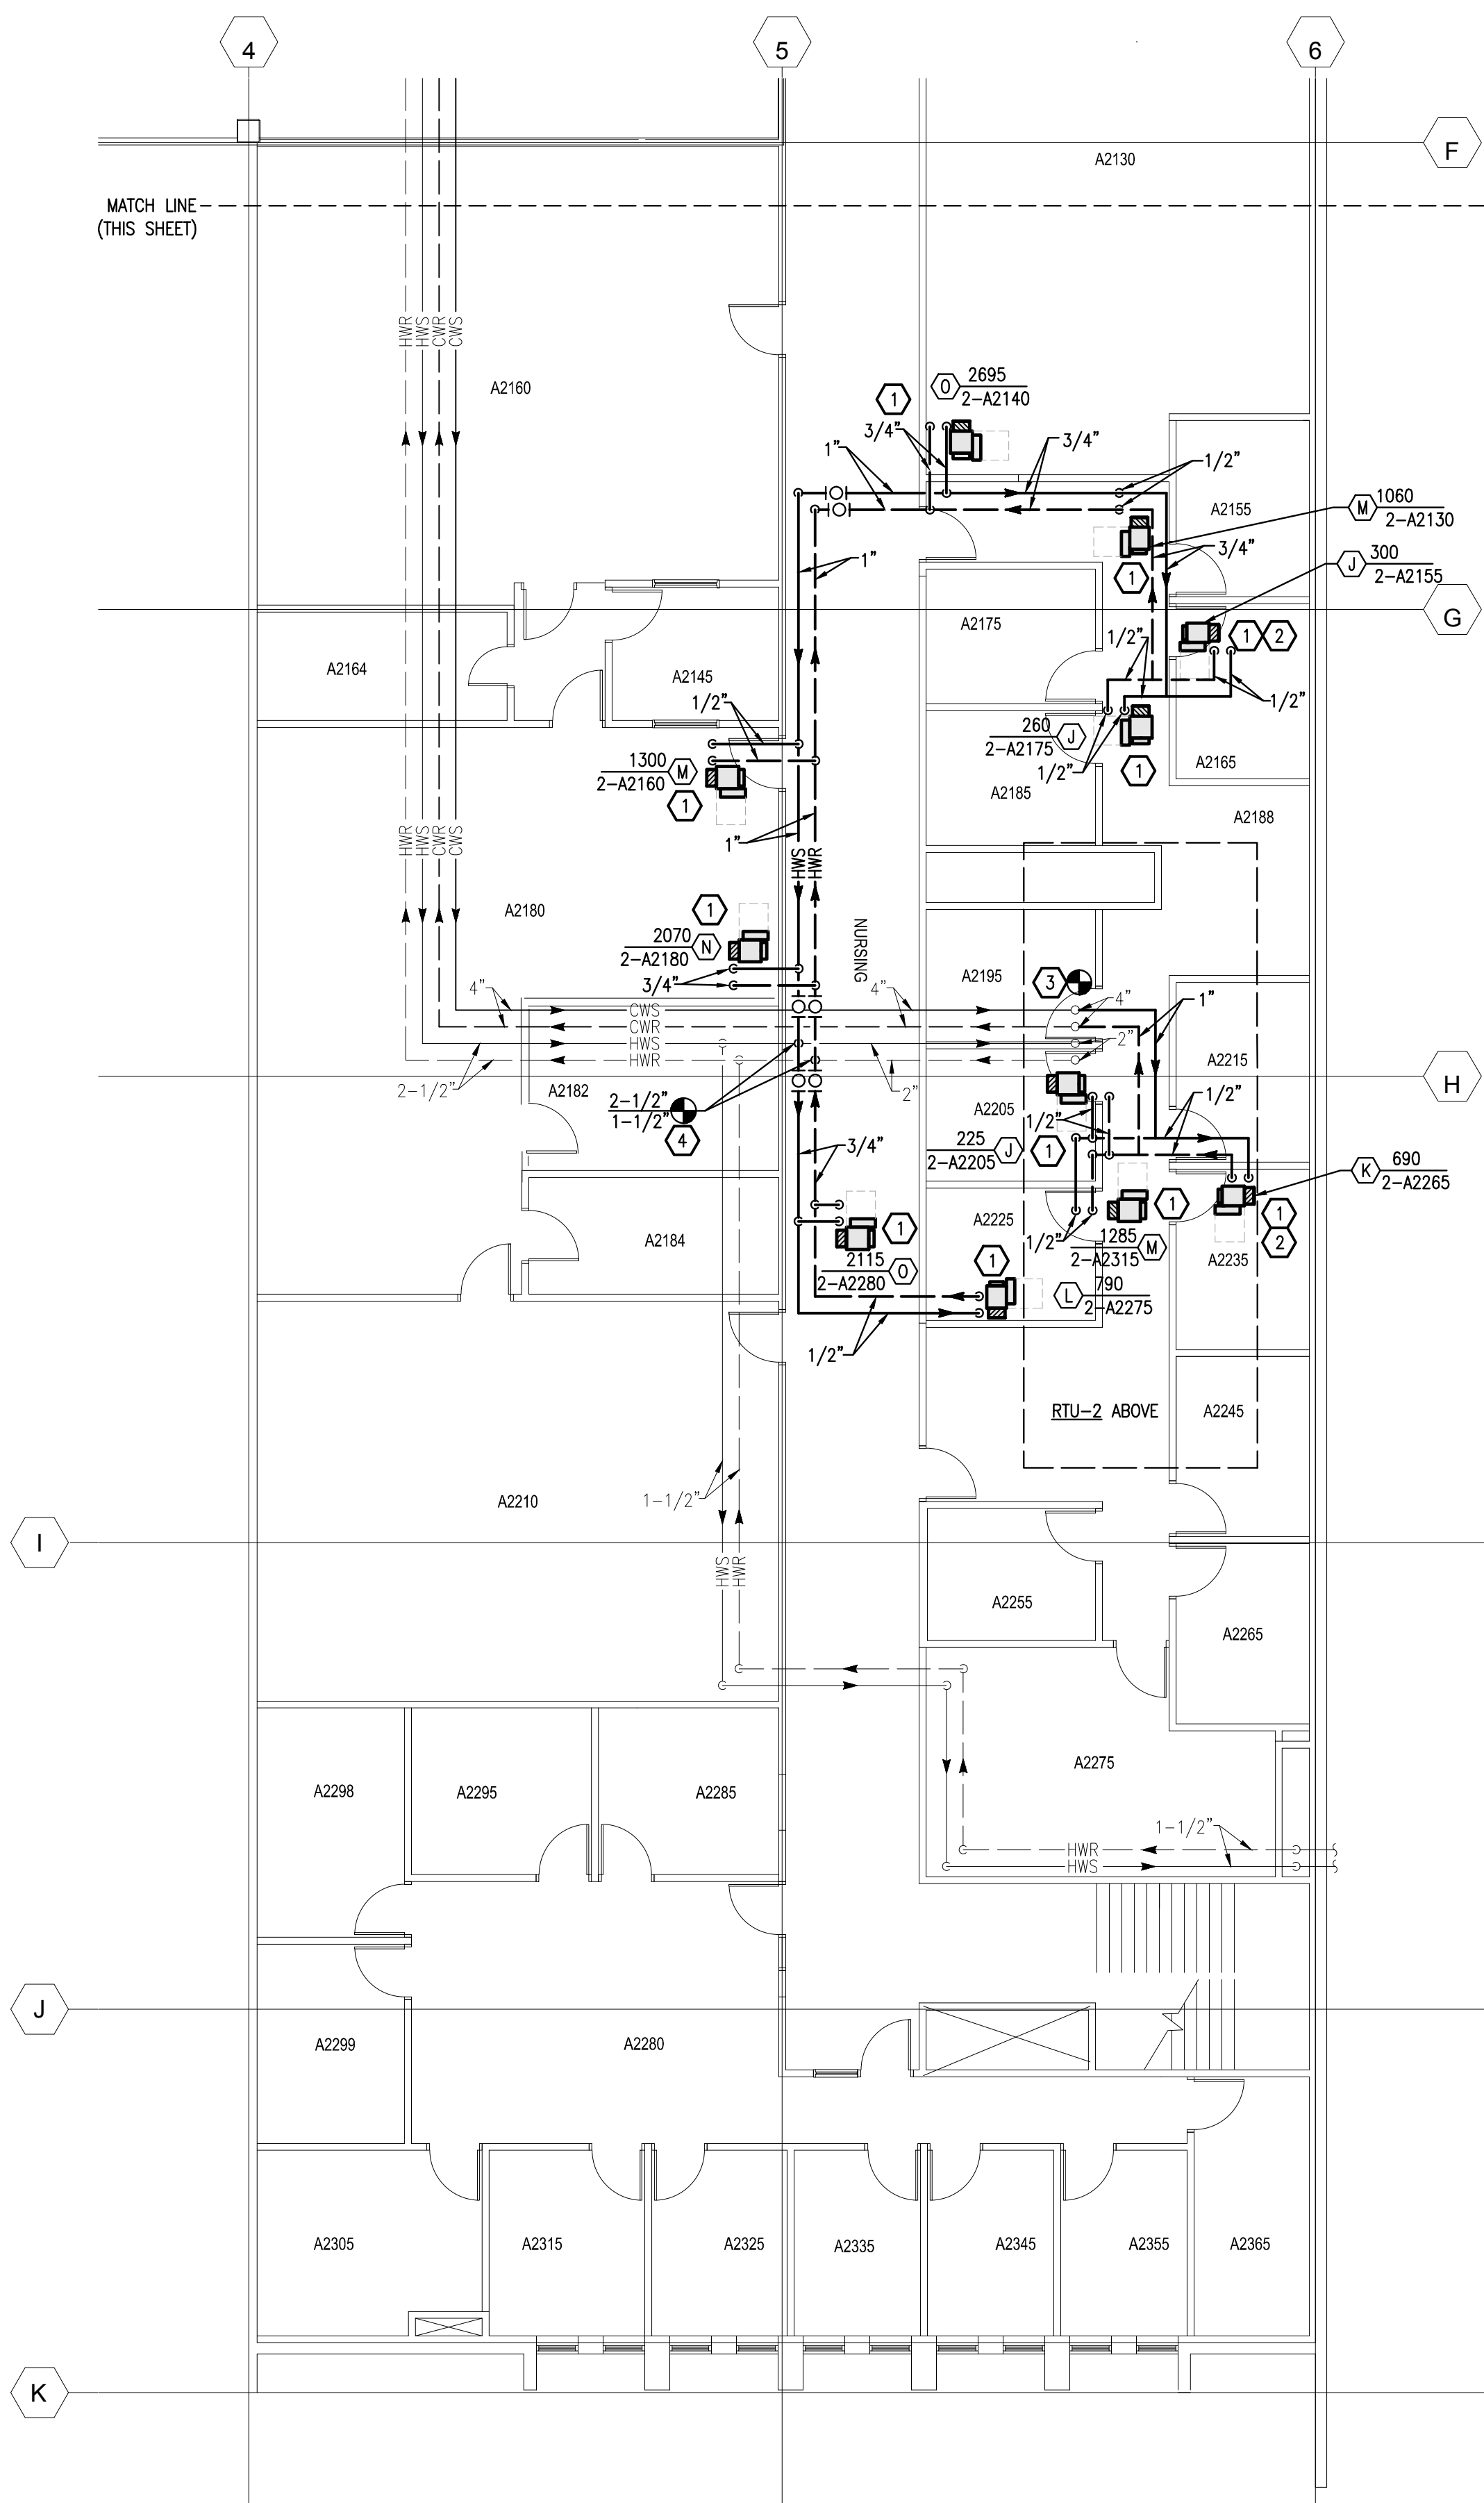 4
5
6
F
A2130
MATCH LINE
(THIS SHEET)
HWR
HWS
CWR
CWS
A2160
1
O
2695
2-A2140
3/4"
1"
3/4"
1/2"
A2155
M
1060
2-A2130
3/4"
1"
1
J
300
2-A2155
G
A2175
1/2"
1
2
A2164
A2145
1/2"
1/2"
260
2-A2175
J
1300
2-A2160
M
1/2"
1
A2165
1
A2185
A2188
1"
HWR
HWS
CWR
CWS
HWS
HWR
A2180
1
2070
2-A2180
N
NURSING
A2195
3
3/4"
4"
4"
4"
1"
CWS
CWR
HWS
HWR
2"
A2215
2-1/2"
A2182
2"
H
2-1/2"
1-1/2"
4
A2205
1/2"
1/2"
225
2-A2205
J
1
3/4"
K
690
2-A2265
1
1
2
A2225
1
1/2"
1285
2-A2315
M
A2184
2115
2-A2280
O
1
A2235
L
790
2-A2275
1/2"
RTU-2 ABOVE
A2245
1-1/2"
A2210
I
HWS
HWR
A2255
A2265
A2275
A2298
A2295
A2285
1-1/2"
HWR
HWS
J
A2299
A2280
A2305
A2315
A2325
A2335
A2345
A2355
A2365
K